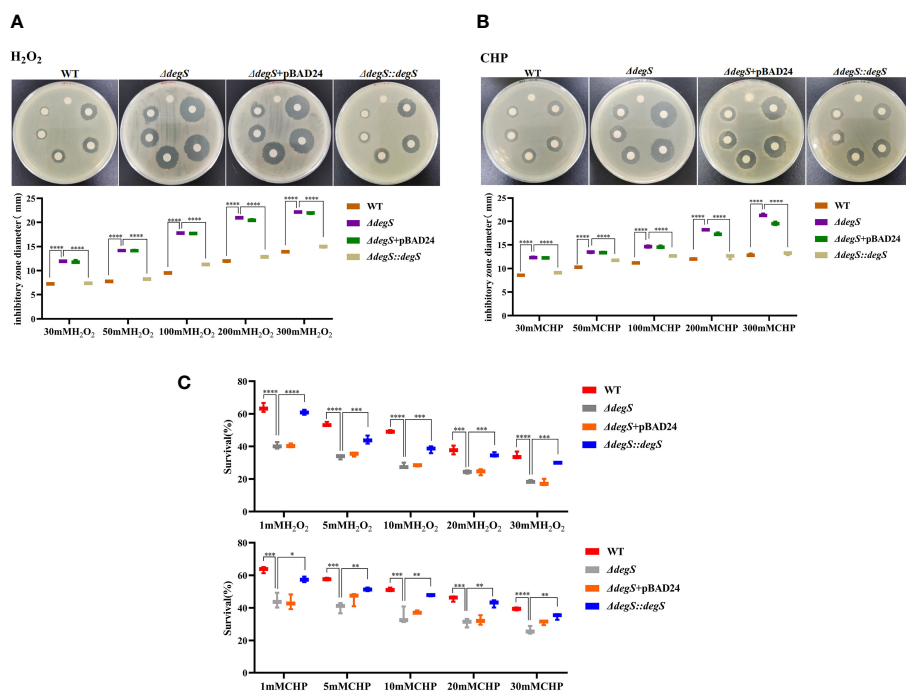 A
H₂O₂
WT
ΔdegS
ΔdegS+pBAD24
ΔdegS::degS
inhibitory zone diameter( mm)
25
20
15
10
5
0
**** ****
**** ****
**** ****
**** ****
**** ****
30mMH₂O₂
50mMH₂O₂
100mMH₂O₂
200mMH₂O₂
300mMH₂O₂
WT
ΔdegS
ΔdegS+pBAD24
ΔdegS::degS
B
CHP
WT
ΔdegS
ΔdegS+pBAD24
ΔdegS::degS
inhibitory zone diameter( mm)
25
20
15
10
5
0
**** ****
**** ****
**** ****
**** ****
**** ****
30mMCHP
50mMCHP
100mMCHP
200mMCHP
300mMCHP
WT
ΔdegS
ΔdegS+pBAD24
ΔdegS::degS
C
Survival(%)
80
60
40
20
0
**** ****
**** ***
**** ***
*** ***
**** ***
1mMH₂O₂
5mMH₂O₂
10mMH₂O₂
20mMH₂O₂
30mMH₂O₂
WT
ΔdegS
ΔdegS+pBAD24
ΔdegS::degS
Survival(%)
80
60
40
20
0
*** *
*** **
*** **
*** **
**** **
1mMCHP
5mMCHP
10mMCHP
20mMCHP
30mMCHP
WT
ΔdegS
ΔdegS+pBAD24
ΔdegS::degS